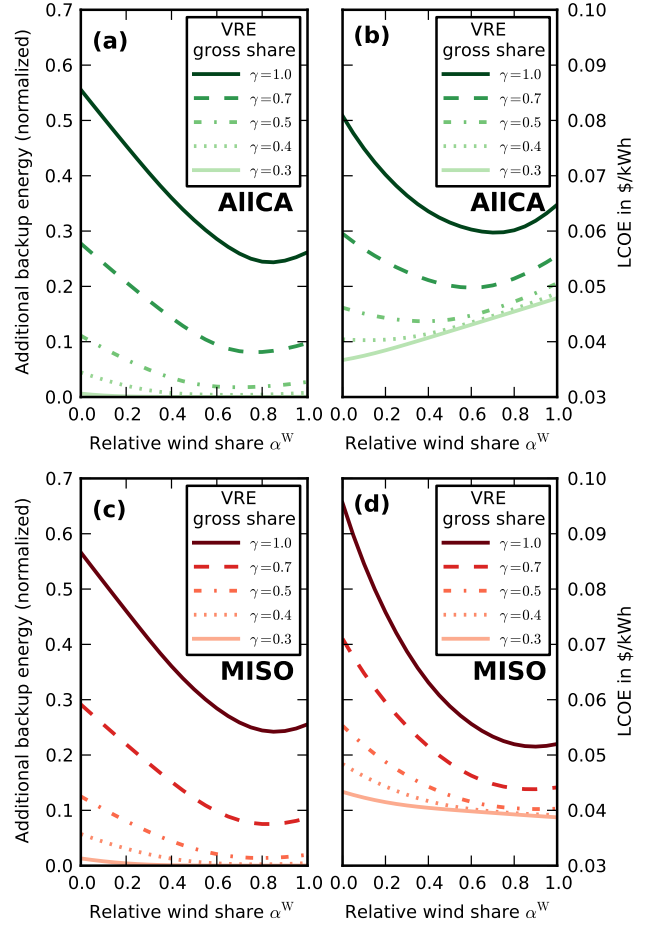 0.7
0.6
0.5
0.4
0.3
0.2
0.1
0.0
Additional backup energy (normalized)
(a)
VRE
gross share
γ=1.0
γ=0.7
γ=0.5
γ=0.4
γ=0.3
AllCA
0.0 0.2 0.4 0.6 0.8 1.0
Relative wind share α^W
(b)
VRE
gross share
γ=1.0
γ=0.7
γ=0.5
γ=0.4
γ=0.3
AllCA
0.10
0.09
0.08
0.07
0.06
0.05
0.04
0.03
LCOE in $/kWh
0.0 0.2 0.4 0.6 0.8 1.0
Relative wind share α^W
0.7
0.6
0.5
0.4
0.3
0.2
0.1
0.0
Additional backup energy (normalized)
(c)
VRE
gross share
γ=1.0
γ=0.7
γ=0.5
γ=0.4
γ=0.3
MISO
0.0 0.2 0.4 0.6 0.8 1.0
Relative wind share α^W
(d)
VRE
gross share
γ=1.0
γ=0.7
γ=0.5
γ=0.4
γ=0.3
MISO
0.10
0.09
0.08
0.07
0.06
0.05
0.04
0.03
LCOE in $/kWh
0.0 0.2 0.4 0.6 0.8 1.0
Relative wind share α^W